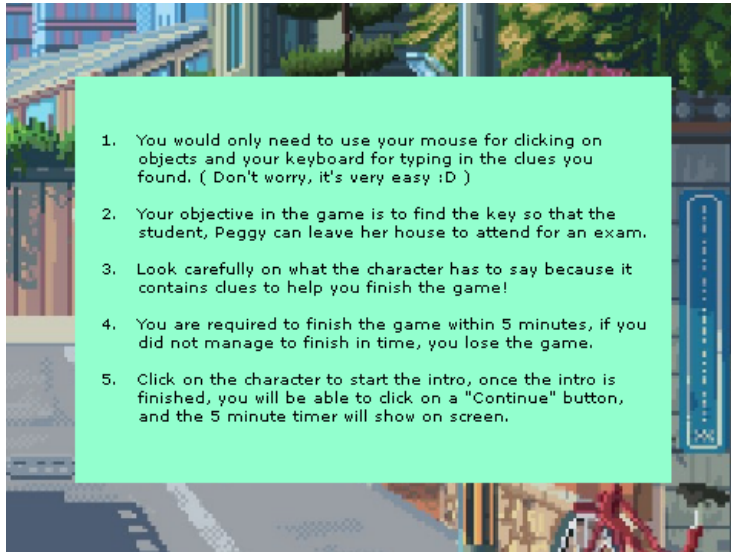 1. You would only need to use your mouse for clicking on
objects and your keyboard for typing in the clues you
found. ( Don't worry, it's very easy :D )
2. Your objective in the game is to find the key so that the
student, Peggy can leave her house to attend for an exam.
3. Look carefully on what the character has to say because it
contains clues to help you finish the game!
4. You are required to finish the game within 5 minutes, if you
did not manage to finish in time, you lose the game.
5. Click on the character to start the intro, once the intro is
finished, you will be able to click on a "Continue" button,
and the 5 minute timer will show on screen.